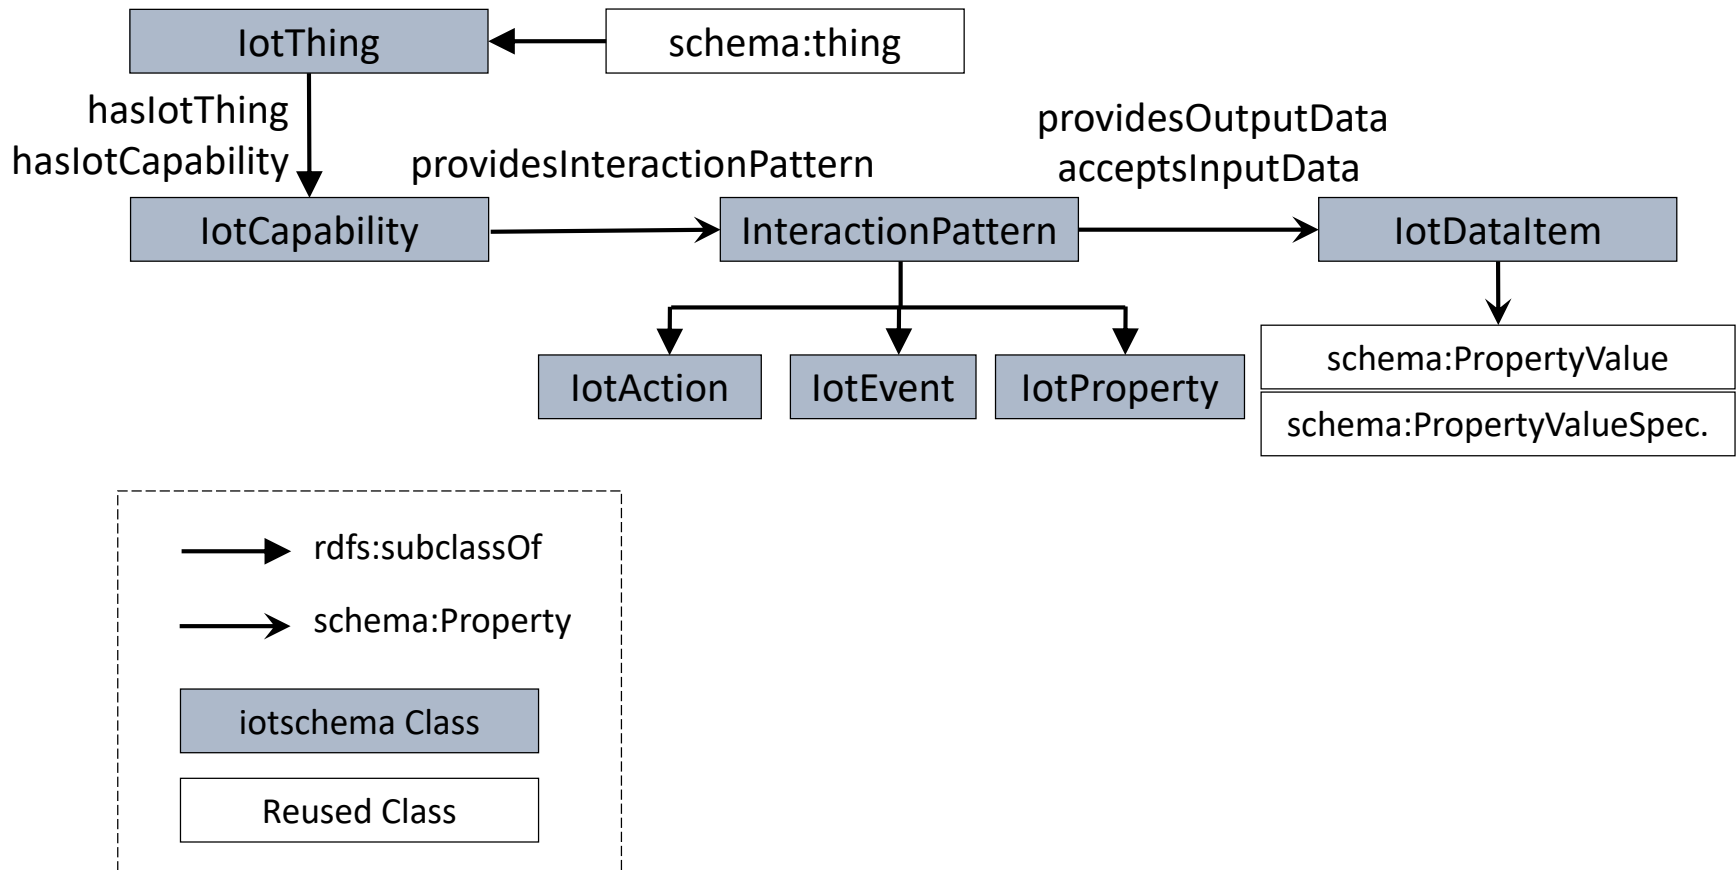 IotThing
schema:thing
hasIotThing
hasIotCapability
providesInteractionPattern
providesOutputData
acceptsInputData
IotCapability
InteractionPattern
IotDataItem
IotAction
IotEvent
IotProperty
schema:PropertyValue
schema:PropertyValueSpec.
rdfs:subclassOf
schema:Property
iotschema Class
Reused Class